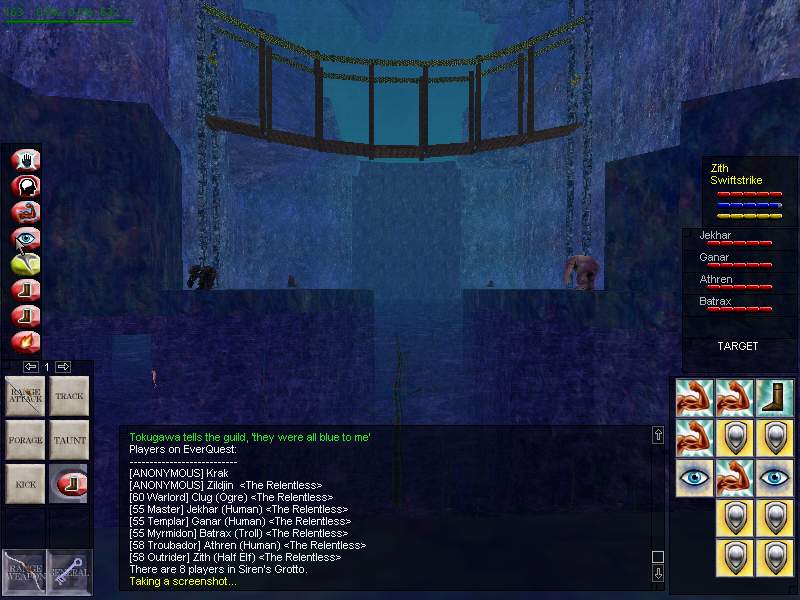 Zith
Swiftstrike
Jekhar
Ganar
Athren
Batrax
TARGET
1
RANGE ATTACK
TRACK
FORAGE
TAUNT
KICK
RANGE WEAPON
GENERAL
Tokugawa tells the guild, 'they were all blue to me'
Players on EverQuest:
---------------------------
[ANONYMOUS] Krak
[ANONYMOUS] Zildjin  <The Relentless>
[60 Warlord] Clug (Ogre) <The Relentless>
[55 Master] Jekhar (Human) <The Relentless>
[55 Templar] Ganar (Human) <The Relentless>
[55 Myrmidon] Batrax (Troll) <The Relentless>
[58 Troubador] Athren (Human) <The Relentless>
[58 Outrider] Zith (Half Elf) <The Relentless>
There are 8 players in Siren's Grotto.
Taking a screenshot...